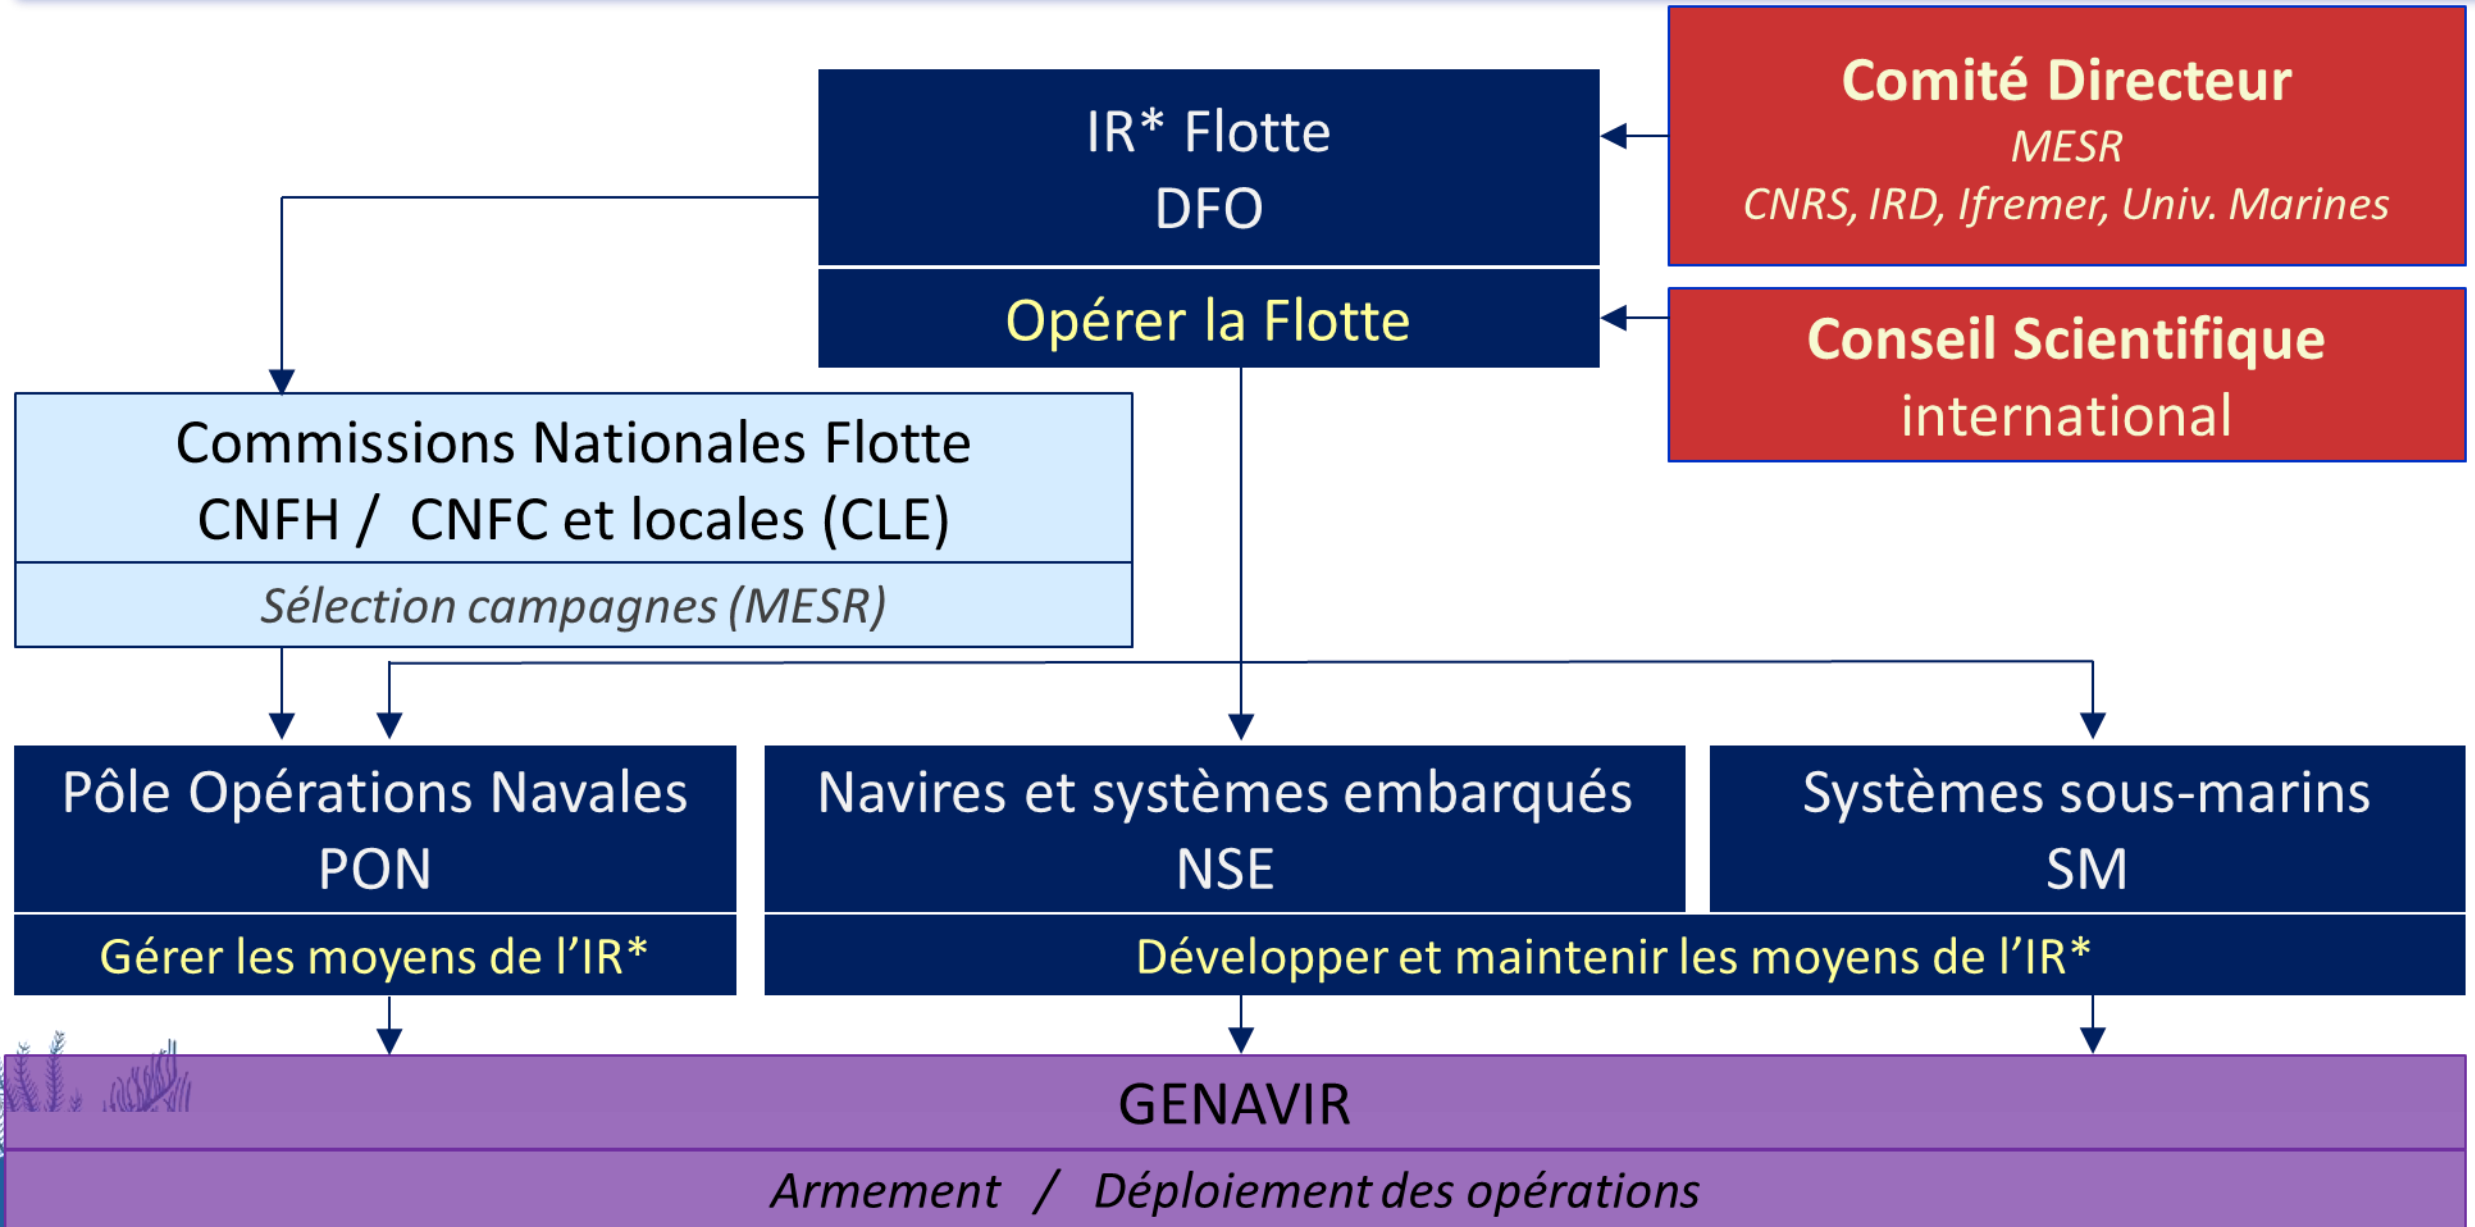 IR* Flotte
DFO
Opérer la Flotte
Comité Directeur
MESR
CNRS, IRD, Ifremer, Univ. Marines
Conseil Scientifique
international
Commissions Nationales Flotte
CNFH / CNFC et locales (CLE)
Sélection campagnes (MESR)
Pôle Opérations Navales
PON
Gérer les moyens de l’IR*
Navires et systèmes embarqués
NSE
Systèmes sous-marins
SM
Développer et maintenir les moyens de l’IR*
GENAVIR
Armement / Déploiement des opérations